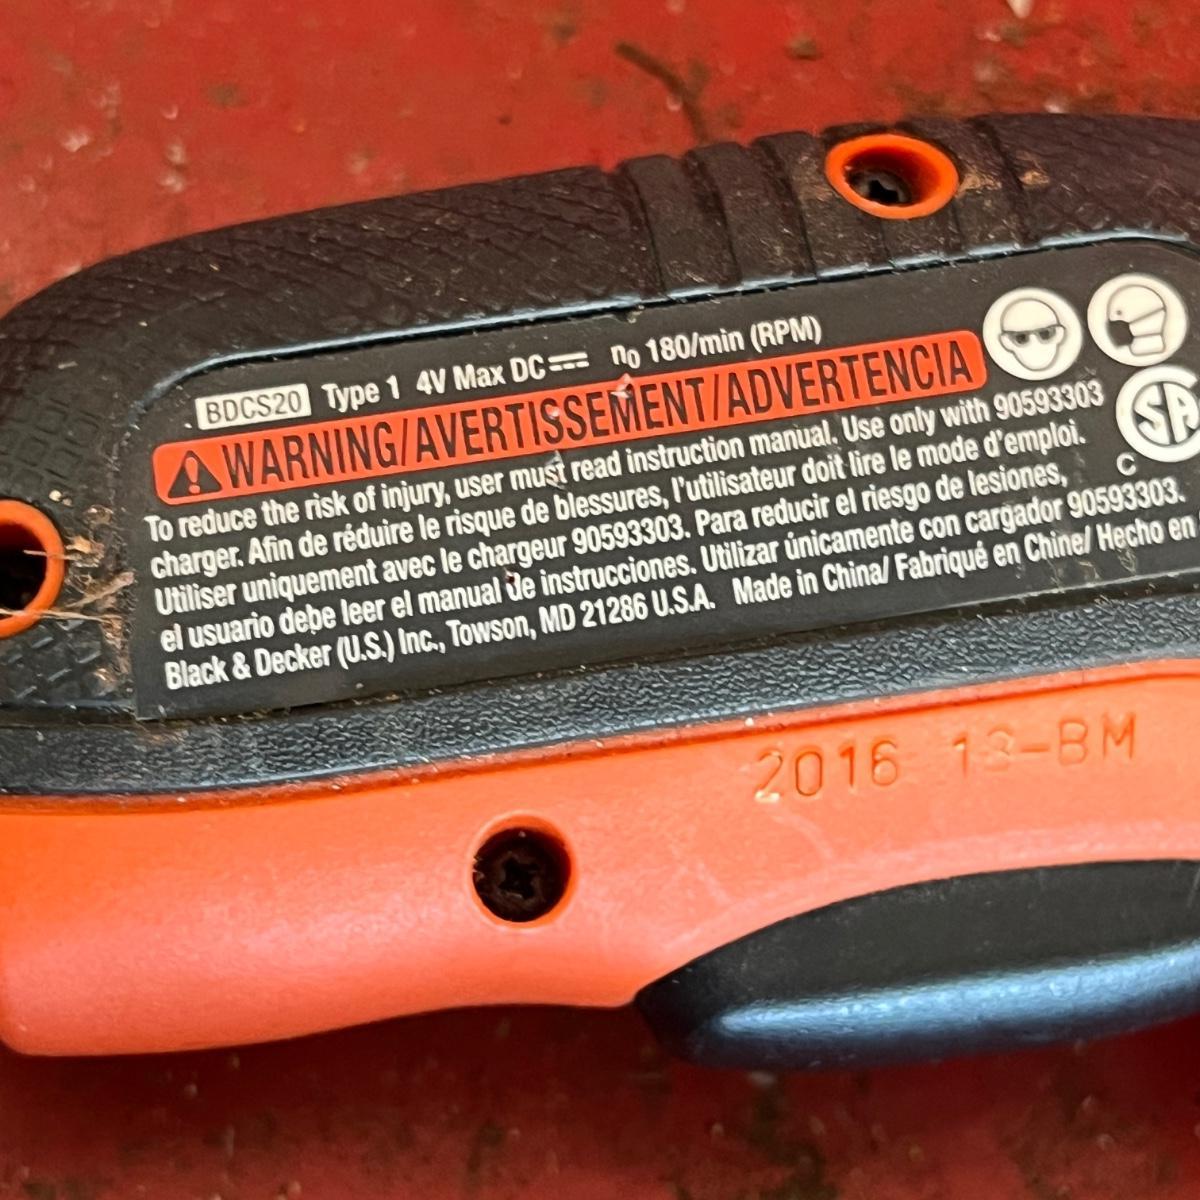 BDCS20 Type 1 4V Max DC n0 180/min (RPM)
WARNING/AVERTISSEMENT/ADVERTENCIA
To reduce the risk of injury, user must read instruction manual. Use only with 90593303
charger. Afin de réduire le risque de blessures, l'utilisateur doit lire le mode d'emploi.
Utiliser uniquement avec le chargeur 90593303. Para reducir el riesgo de lesiones,
el usuario debe leer el manual de instrucciones. Utilizar únicamente con cargador 90593303.
Black & Decker (U.S.) Inc., Towson, MD 21286 U.S.A. Made in China/ Fabriqué en Chine/ Hecho en
SA
C
2016 13-BM